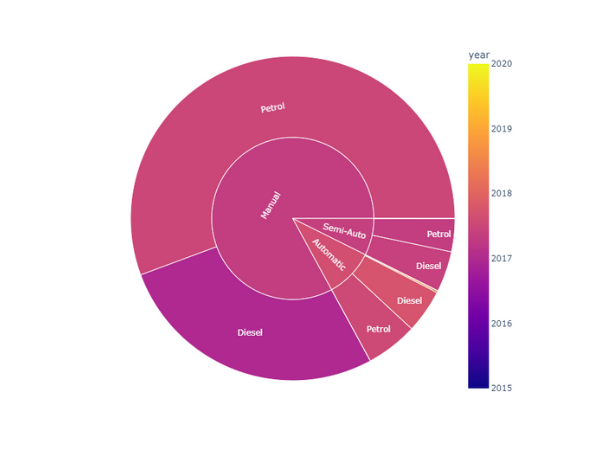 year
2020
2019
2018
2017
2016
2015
Petrol
Manual
Semi-Auto
Petrol
Automatic
Diesel
Diesel
Petrol
Diesel